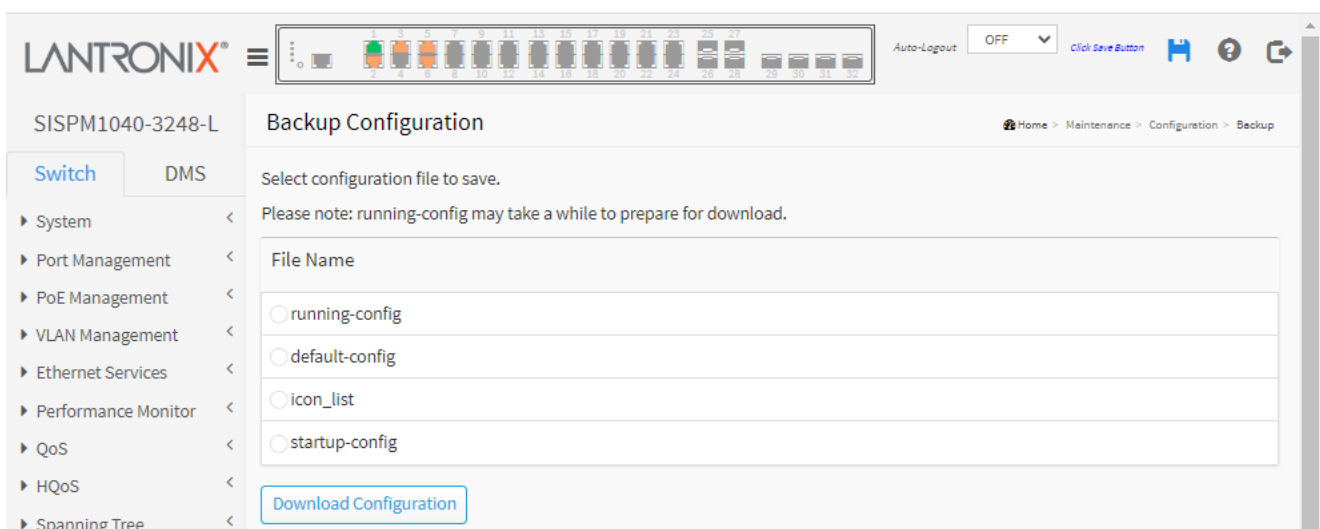 LANTRONIX®
1 3 5 7 9 11 13 15 17 19 21 23 25 27
2 4 6 8 10 12 14 16 18 20 22 24 26 28 29 30 31 32
Auto-Logout OFF Click Save Button
SISPM1040-3248-L
Switch DMS
System
Port Management
PoE Management
VLAN Management
Ethernet Services
Performance Monitor
QoS
HQoS
Spanning Tree
Backup Configuration
Home > Maintenance > Configuration > Backup
Select configuration file to save.
Please note: running-config may take a while to prepare for download.
File Name
running-config
default-config
icon_list
startup-config
Download Configuration